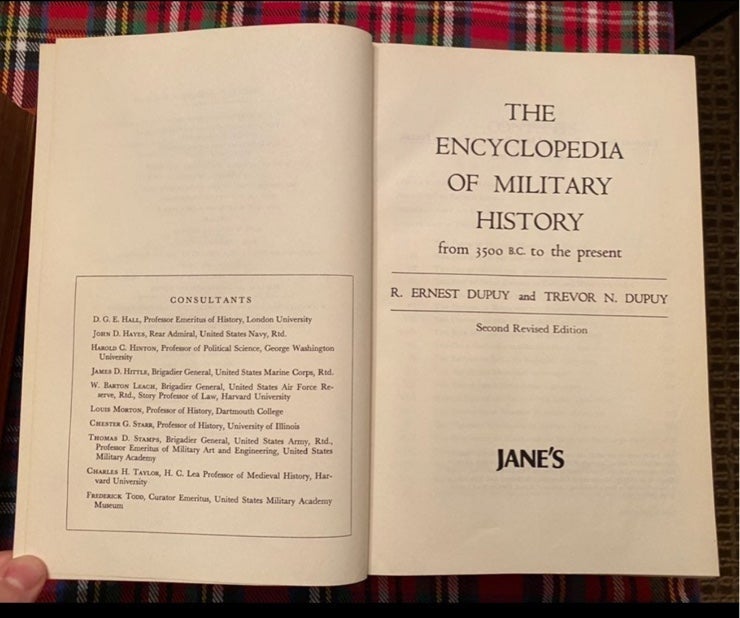 CONSULTANTS
D. G. E. HALL, Professor Emeritus of History, London University
JOHN D. HAYES, Rear Admiral, United States Navy, Rtd.
HAROLD C. HINTON, Professor of Political Science, George Washington
University
JAMES D. HITTLE, Brigadier General, United States Marine Corps, Rtd.
W. BARTON LEACH, Brigadier General, United States Air Force Re-
serve, Rtd., Story Professor of Law, Harvard University
LOUIS MORTON, Professor of History, Dartmouth College
CHESTER G. STARR, Professor of History, University of Illinois
THOMAS D. STAMPS, Brigadier General, United States Army, Rtd.,
Professor Emeritus of Military Art and Engineering, United States
Military Academy
CHARLES H. TAYLOR, H. C. Lea Professor of Medieval History, Har-
vard University
FREDERICK TODD, Curator Emeritus, United States Military Academy
Museum
THE
ENCYCLOPEDIA
OF MILITARY
HISTORY
from 3500 B.C. to the present
R. ERNEST DUPUY and TREVOR N. DUPUY
Second Revised Edition
JANE'S